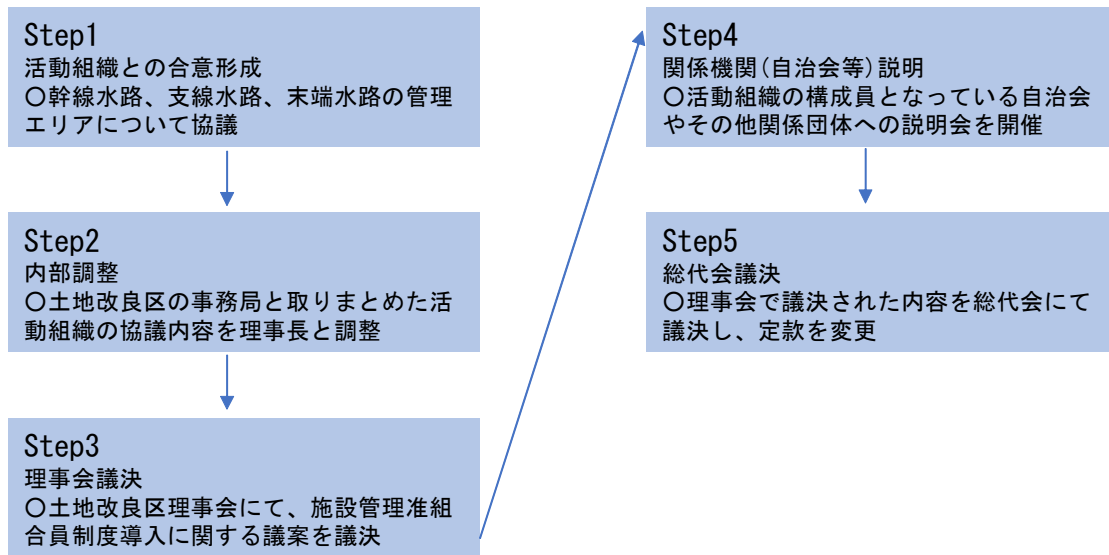 Step1
活動組織との合意形成
〇幹線水路、支線水路、末端水路の管理
エリアについて協議
Step2
内部調整
〇土地改良区の事務局と取りまとめた活
動組織の協議内容を理事長と調整
Step3
理事会議決
〇土地改良区理事会にて、施設管理准組
合員制度導入に関する議案を議決
Step4
関係機関(自治会等)説明
〇活動組織の構成員となっている自治会
やその他関係団体への説明会を開催
Step5
総代会議決
〇理事会で議決された内容を総代会にて
議決し、定款を変更